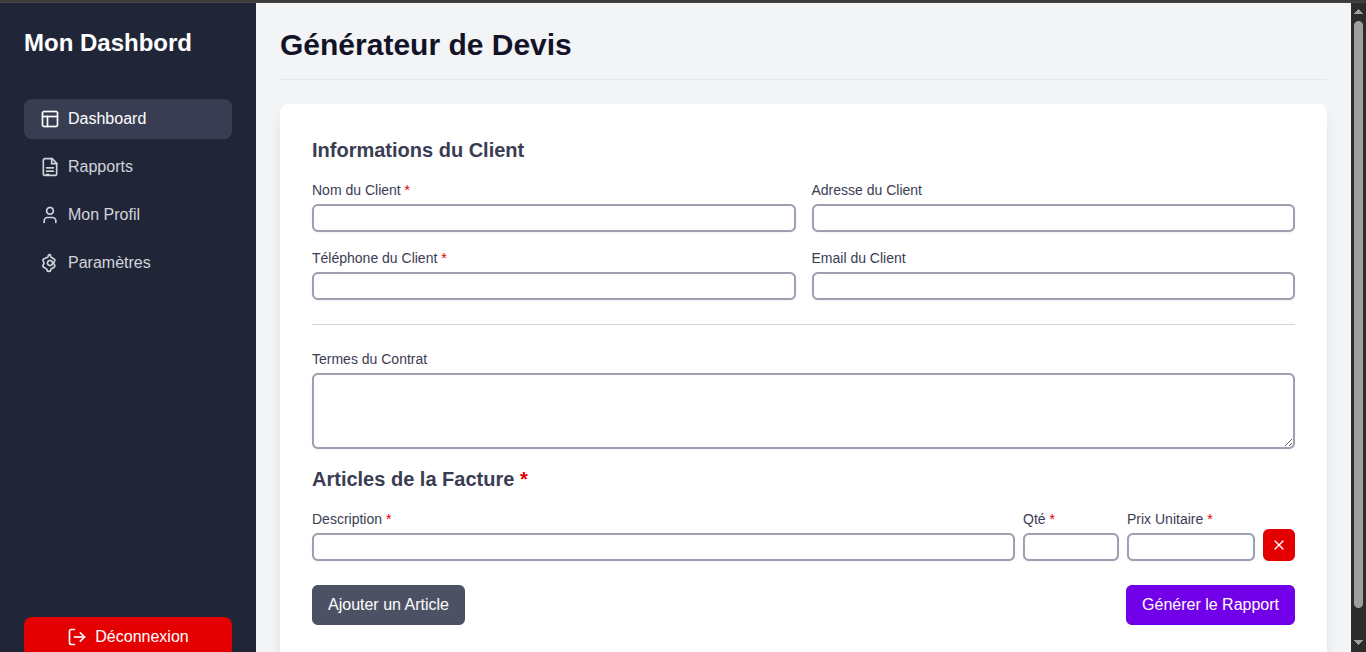 Mon Dashbord
Dashboard
Rapports
Mon Profil
Paramètres
Déconnexion
Générateur de Devis
Informations du Client
Nom du Client *
Adresse du Client
Téléphone du Client *
Email du Client
Termes du Contrat
Articles de la Facture *
Description *
Qté *
Prix Unitaire *
Ajouter un Article
Générer le Rapport